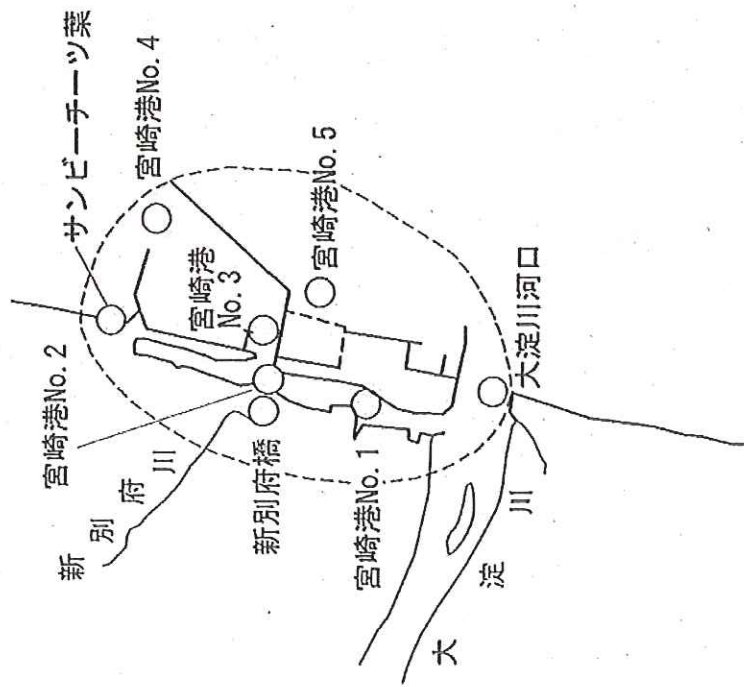 サンビーチ一ツ葉
宮崎港No. 4
宮崎港No. 2
宮崎港
No. 3
宮崎港No. 5
新別府川
新別府橋
宮崎港No. 1
大淀川河口
大淀川